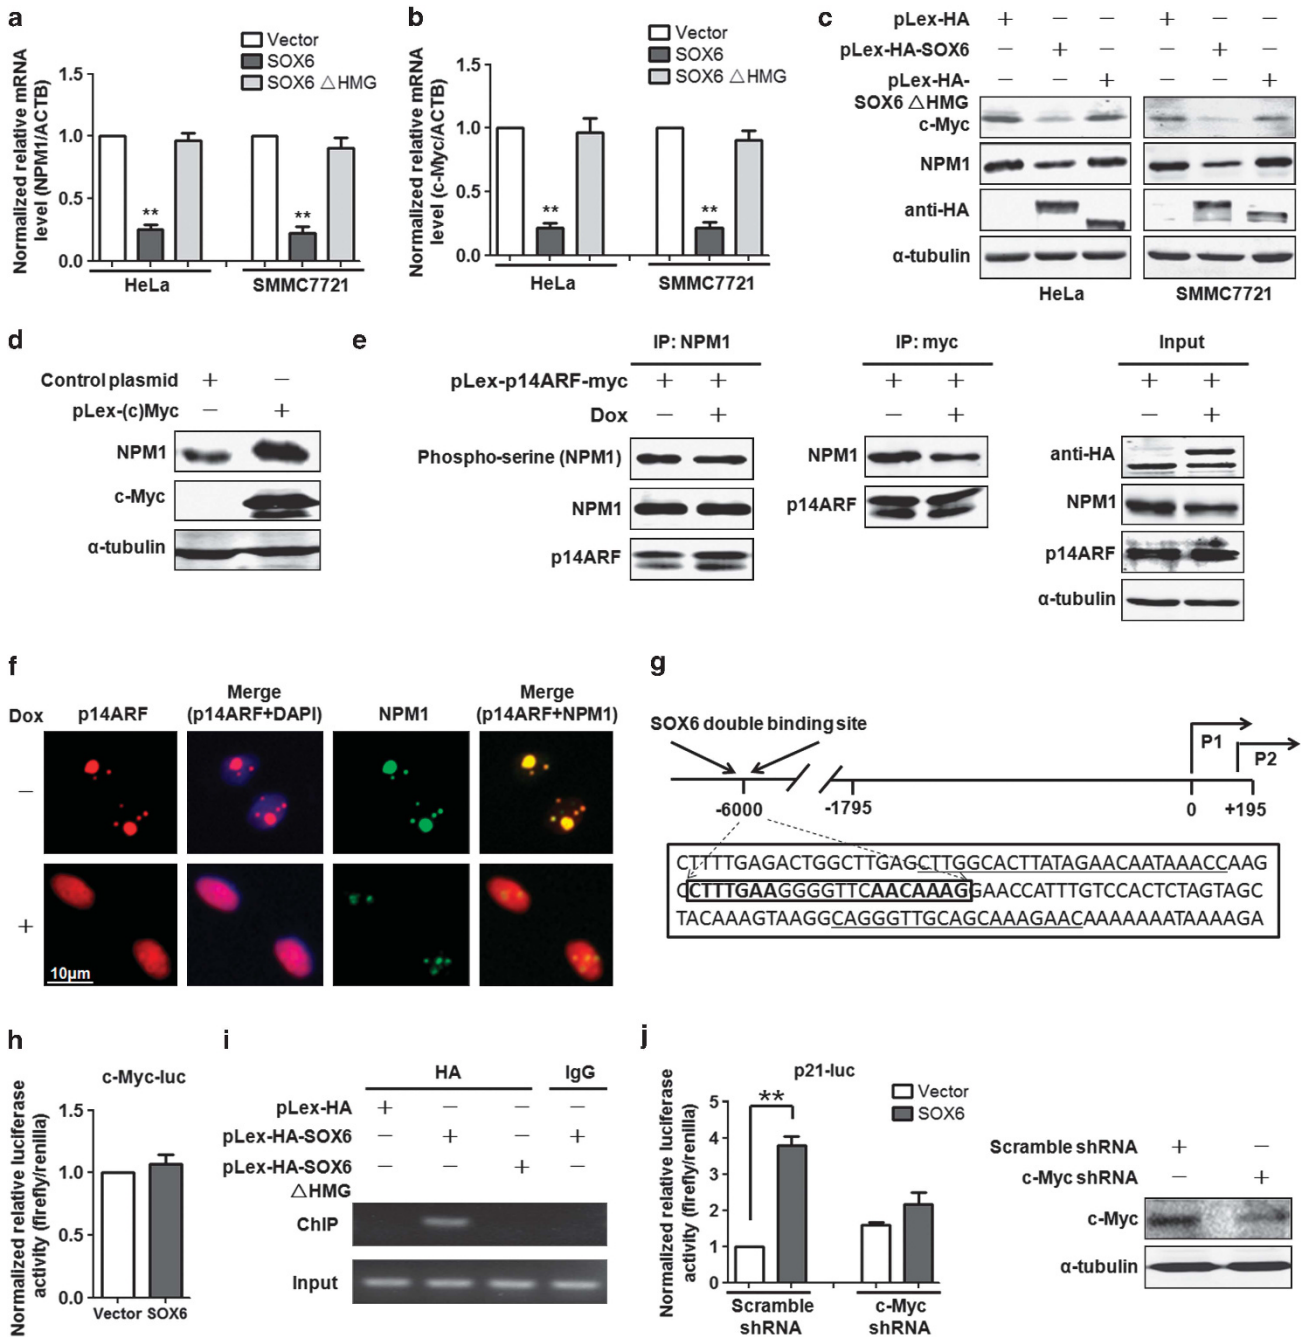 a
Normalized relative mRNA
level (NPM1/ACTB)
Vector
SOX6
SOX6 △HMG
1.5
1.0
0.5
0.0
**
**
HeLa
SMMC7721
b
Normalized relative mRNA
level (c-Myc/ACTB)
Vector
SOX6
SOX6 △HMG
1.5
1.0
0.5
0.0
**
**
HeLa
SMMC7721
c
pLex-HA + − − + − −
pLex-HA-SOX6 − + − − + −
pLex-HA- − − + − − +
SOX6 △HMG
c-Myc
NPM1
anti-HA
α-tubulin
HeLa
SMMC7721
d
Control plasmid + −
pLex-(c)Myc − +
NPM1
c-Myc
α-tubulin
e
IP: NPM1
IP: myc
Input
pLex-p14ARF-myc + + + + + +
Dox − + − + − +
Phospho-serine (NPM1)
NPM1
p14ARF
NPM1
p14ARF
anti-HA
NPM1
p14ARF
α-tubulin
f
Dox
p14ARF
Merge
(p14ARF+DAPI)
NPM1
Merge
(p14ARF+NPM1)
−
+
10μm
g
SOX6 double binding site
P1
P2
-6000
-1795
0
+195
CTTTTGAGACTGGCTTGAGCTTGGCACTTATAGAACAATAAACCAAG
CCTTTGAAGGGGTTCAACAAAGGAACCATTTGTCCACTCTAGTAGC
TACAAAGTAAGGCAGGGTTGCAGCAAAGAACAAAAAAATAAAAGA
h
c-Myc-luc
Normalized relative luciferase
activity (firefly/renilla)
1.5
1.0
0.5
0.0
Vector SOX6
i
HA
IgG
pLex-HA + − − −
pLex-HA-SOX6 − + − +
pLex-HA-SOX6 − − + −
△HMG
ChIP
Input
j
p21-luc
Normalized relative luciferase
activity (firefly/renilla)
Vector
SOX6
5
4
3
2
1
0
**
Scramble
shRNA
c-Myc
shRNA
Scramble shRNA + −
c-Myc shRNA − +
c-Myc
α-tubulin